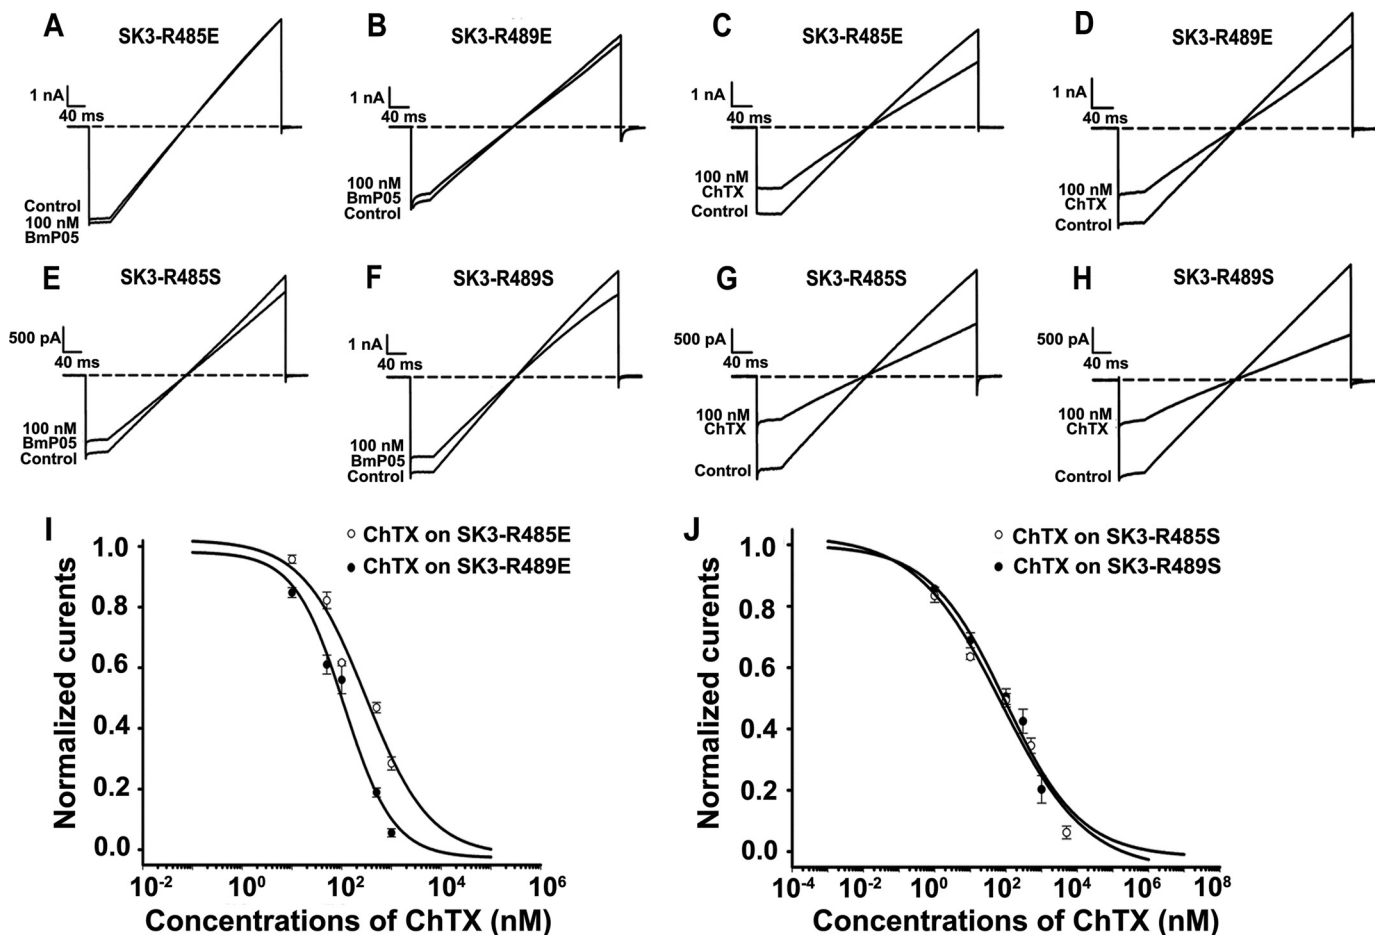 A
SK3-R485E
1 nA
40 ms
Control
100 nM
BmP05
B
SK3-R489E
1 nA
40 ms
100 nM
BmP05
Control
C
SK3-R485E
1 nA
40 ms
100 nM
ChTX
Control
D
SK3-R489E
1 nA
40 ms
100 nM
ChTX
Control
E
SK3-R485S
500 pA
40 ms
100 nM
BmP05
Control
F
SK3-R489S
1 nA
40 ms
100 nM
BmP05
Control
G
SK3-R485S
500 pA
40 ms
100 nM
ChTX
Control
H
SK3-R489S
500 pA
40 ms
100 nM
ChTX
Control
I
ChTX on SK3-R485E
ChTX on SK3-R489E
Normalized curents
1.0
0.8
0.6
0.4
0.2
0.0
10-2 100 102 104 106
Concentrations of ChTX (nM)
J
ChTX on SK3-R485S
ChTX on SK3-R489S
Normalized curents
1.0
0.8
0.6
0.4
0.2
0.0
10-4 10-2 100 102 104 106 108
Concentrations of ChTX (nM)